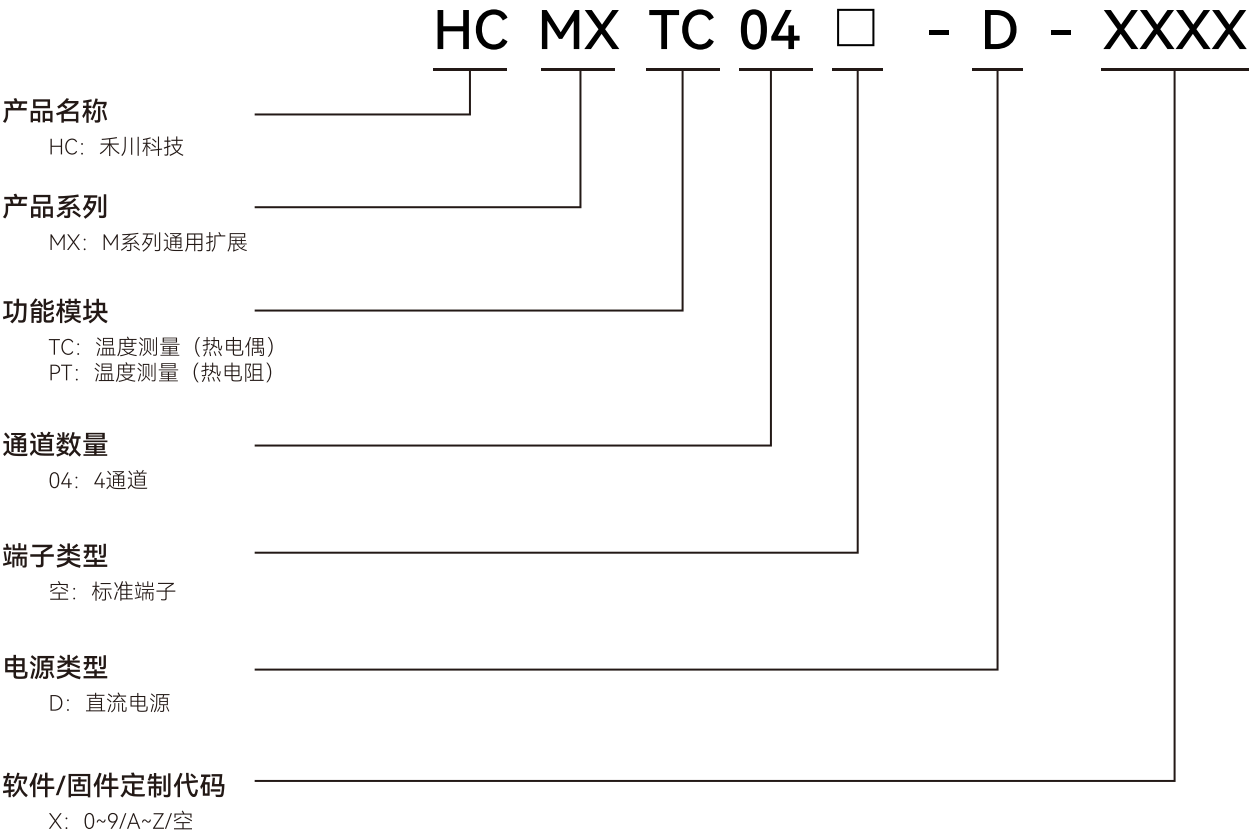 HC MX TC 04 □ - D - XXXX
产品名称
HC：禾川科技
产品系列
MX：M系列通用扩展
功能模块
TC：温度测量（热电偶）
PT：温度测量（热电阻）
通道数量
04：4通道
端子类型
空：标准端子
电源类型
D：直流电源
软件/固件定制代码
X：0~9/A~Z/空